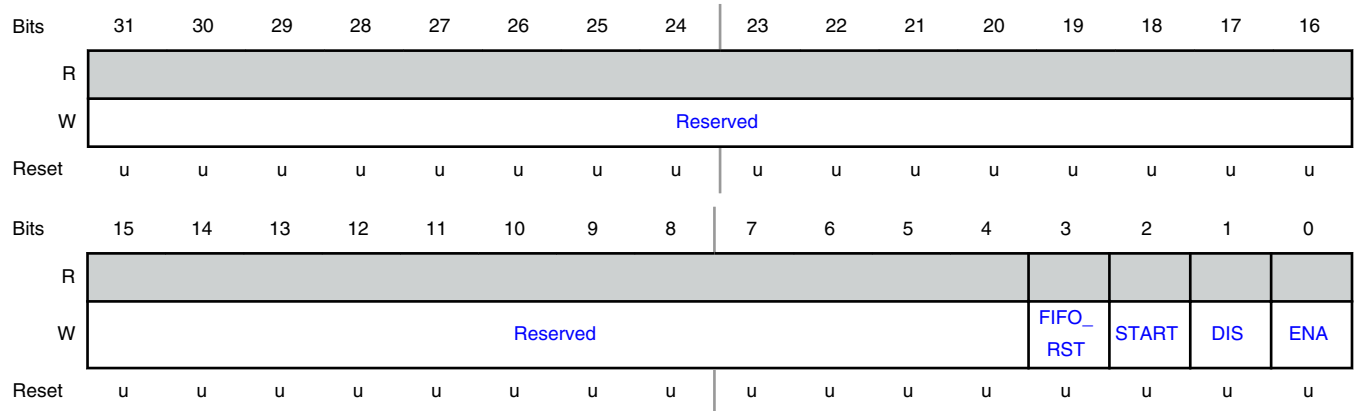 Bits 31 30 29 28 27 26 25 24 23 22 21 20 19 18 17 16
R
W Reserved
Reset u u u u u u u u u u u u u u u u
Bits 15 14 13 12 11 10 9 8 7 6 5 4 3 2 1 0
R
W Reserved FIFO_ RST START DIS ENA
Reset u u u u u u u u u u u u u u u u